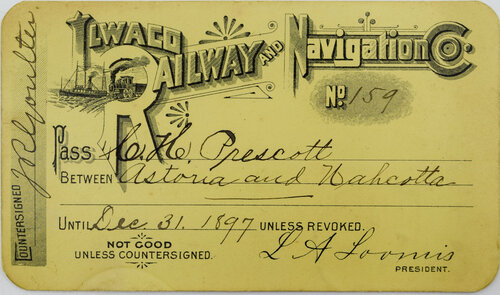 ILWACO
RAILWAY AND Navigation Co.
No. 159
Pass C. H. Prescott
BETWEEN Astoria and Nahcotta
UNTIL Dec 31. 1897 UNLESS REVOKED.
NOT GOOD
UNLESS COUNTERSIGNED.
L A Loomis
PRESIDENT.
COUNTERSIGNED